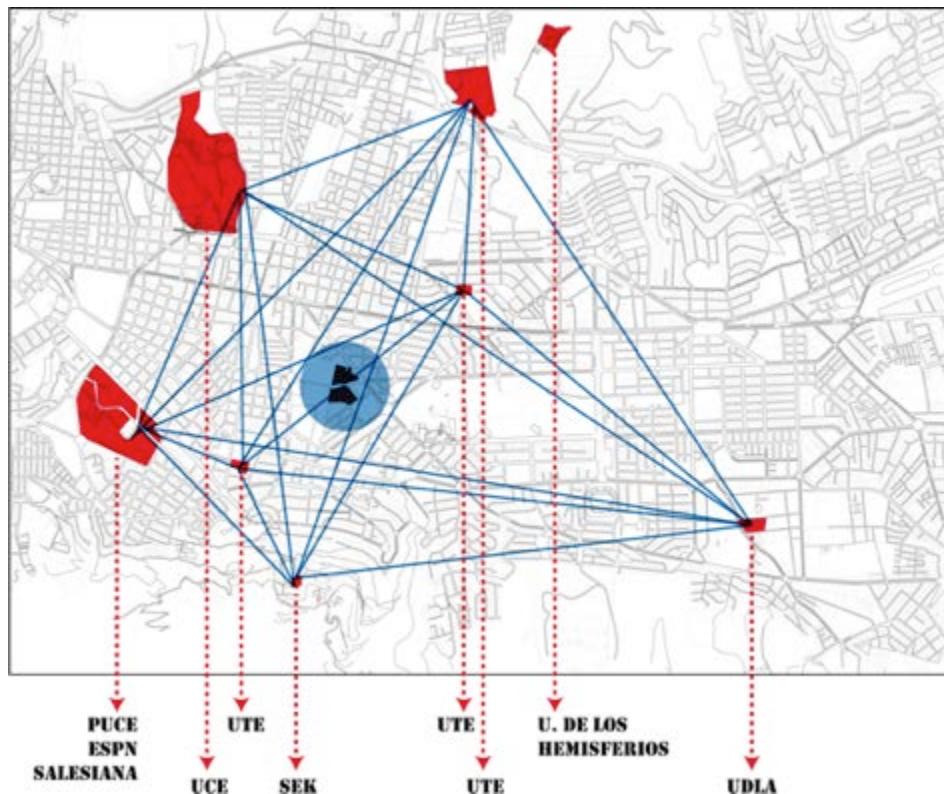 PUCE
ESPN
SALESIANA
UCE
UTE
SEK
UTE
UTE
U. DE LOS
HEMISFERIOS
UDLA